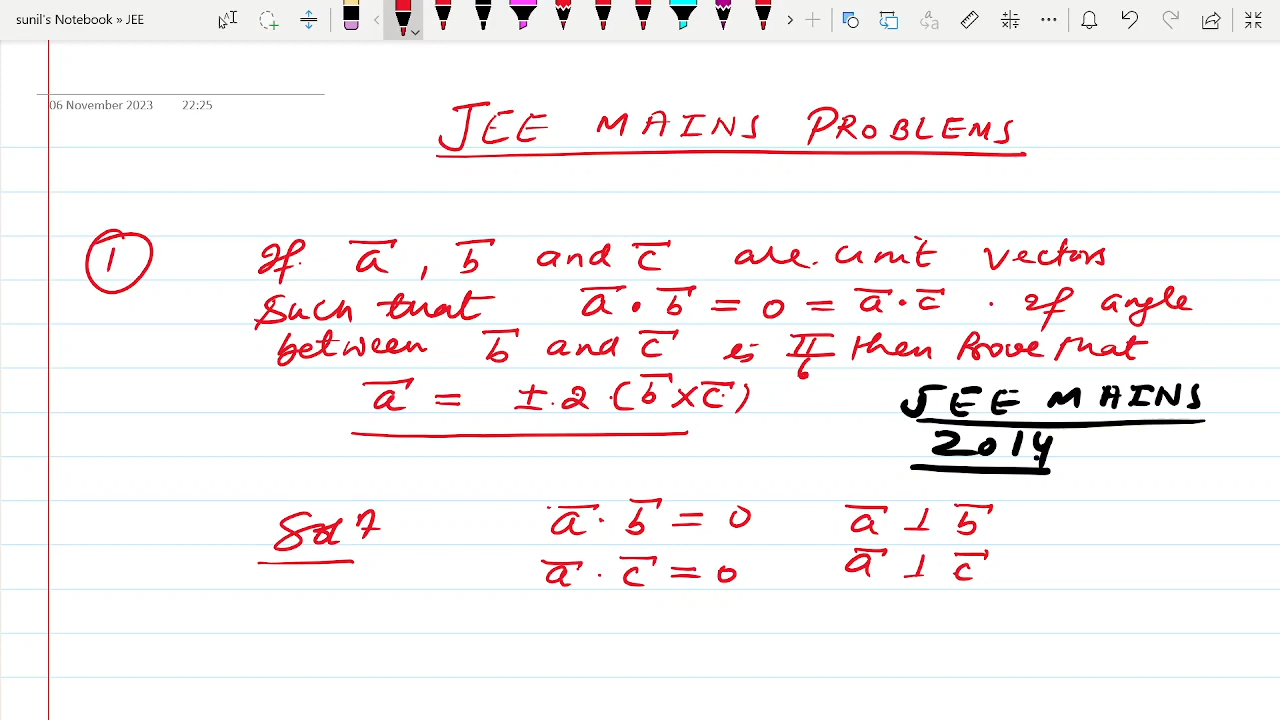 sunil's Notebook » JEE
06 November 2023 22:25
JEE MAINS PROBLEMS
1 If a⃗, b⃗ and c⃗ are unit vectors
such that a⃗ · b⃗ = 0 = a⃗ · c⃗ . If angle
between b⃗ and c⃗ is π/6 then Prove that
a⃗ = ± 2 (b⃗ × c⃗)
JEE MAINS
2014
Sol⁷
a⃗ · b⃗ = 0 a⃗ ⊥ b⃗
a⃗ · c⃗ = 0 a⃗ ⊥ c⃗